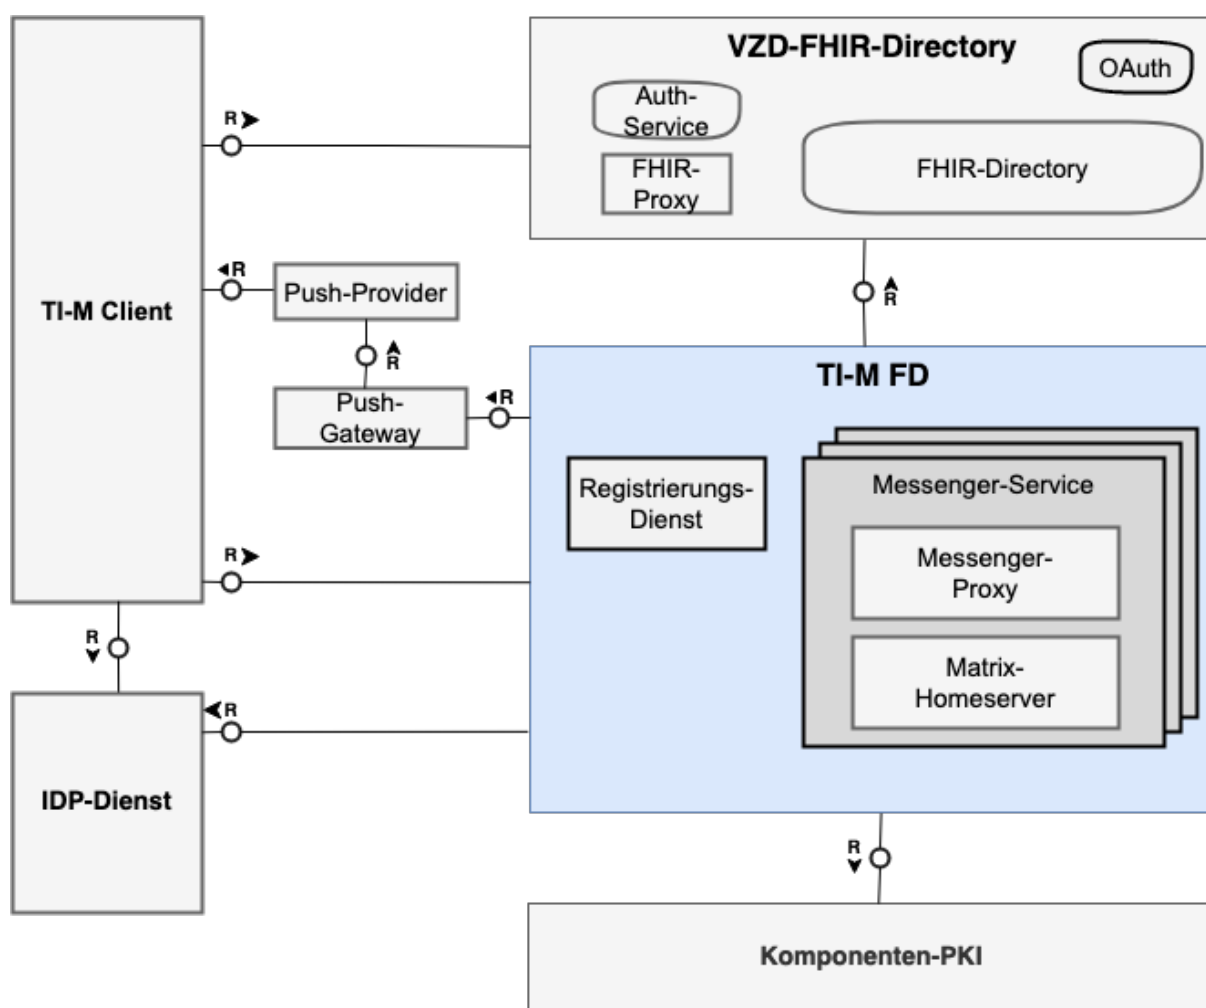 VZD-FHIR-Directory
OAuth
Auth-
Service
FHIR-
Proxy
FHIR-Directory
R
R
Push-Provider
TI-M Client
R
R
Push-
Gateway
R
TI-M FD
Registrierungs-
Dienst
Messenger-Service
Messenger-
Proxy
Matrix-
Homeserver
R
R
R
IDP-Dienst
R
Komponenten-PKI